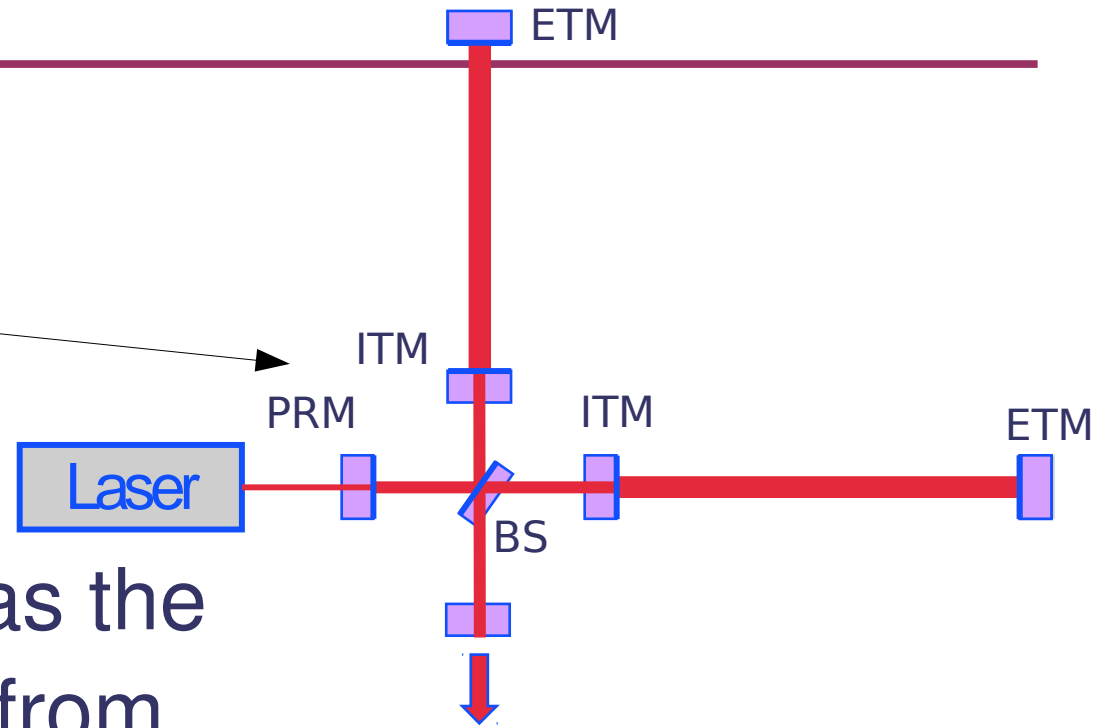 ETM
ITM
PRM
ITM
ETM
Laser
BS
as the
from